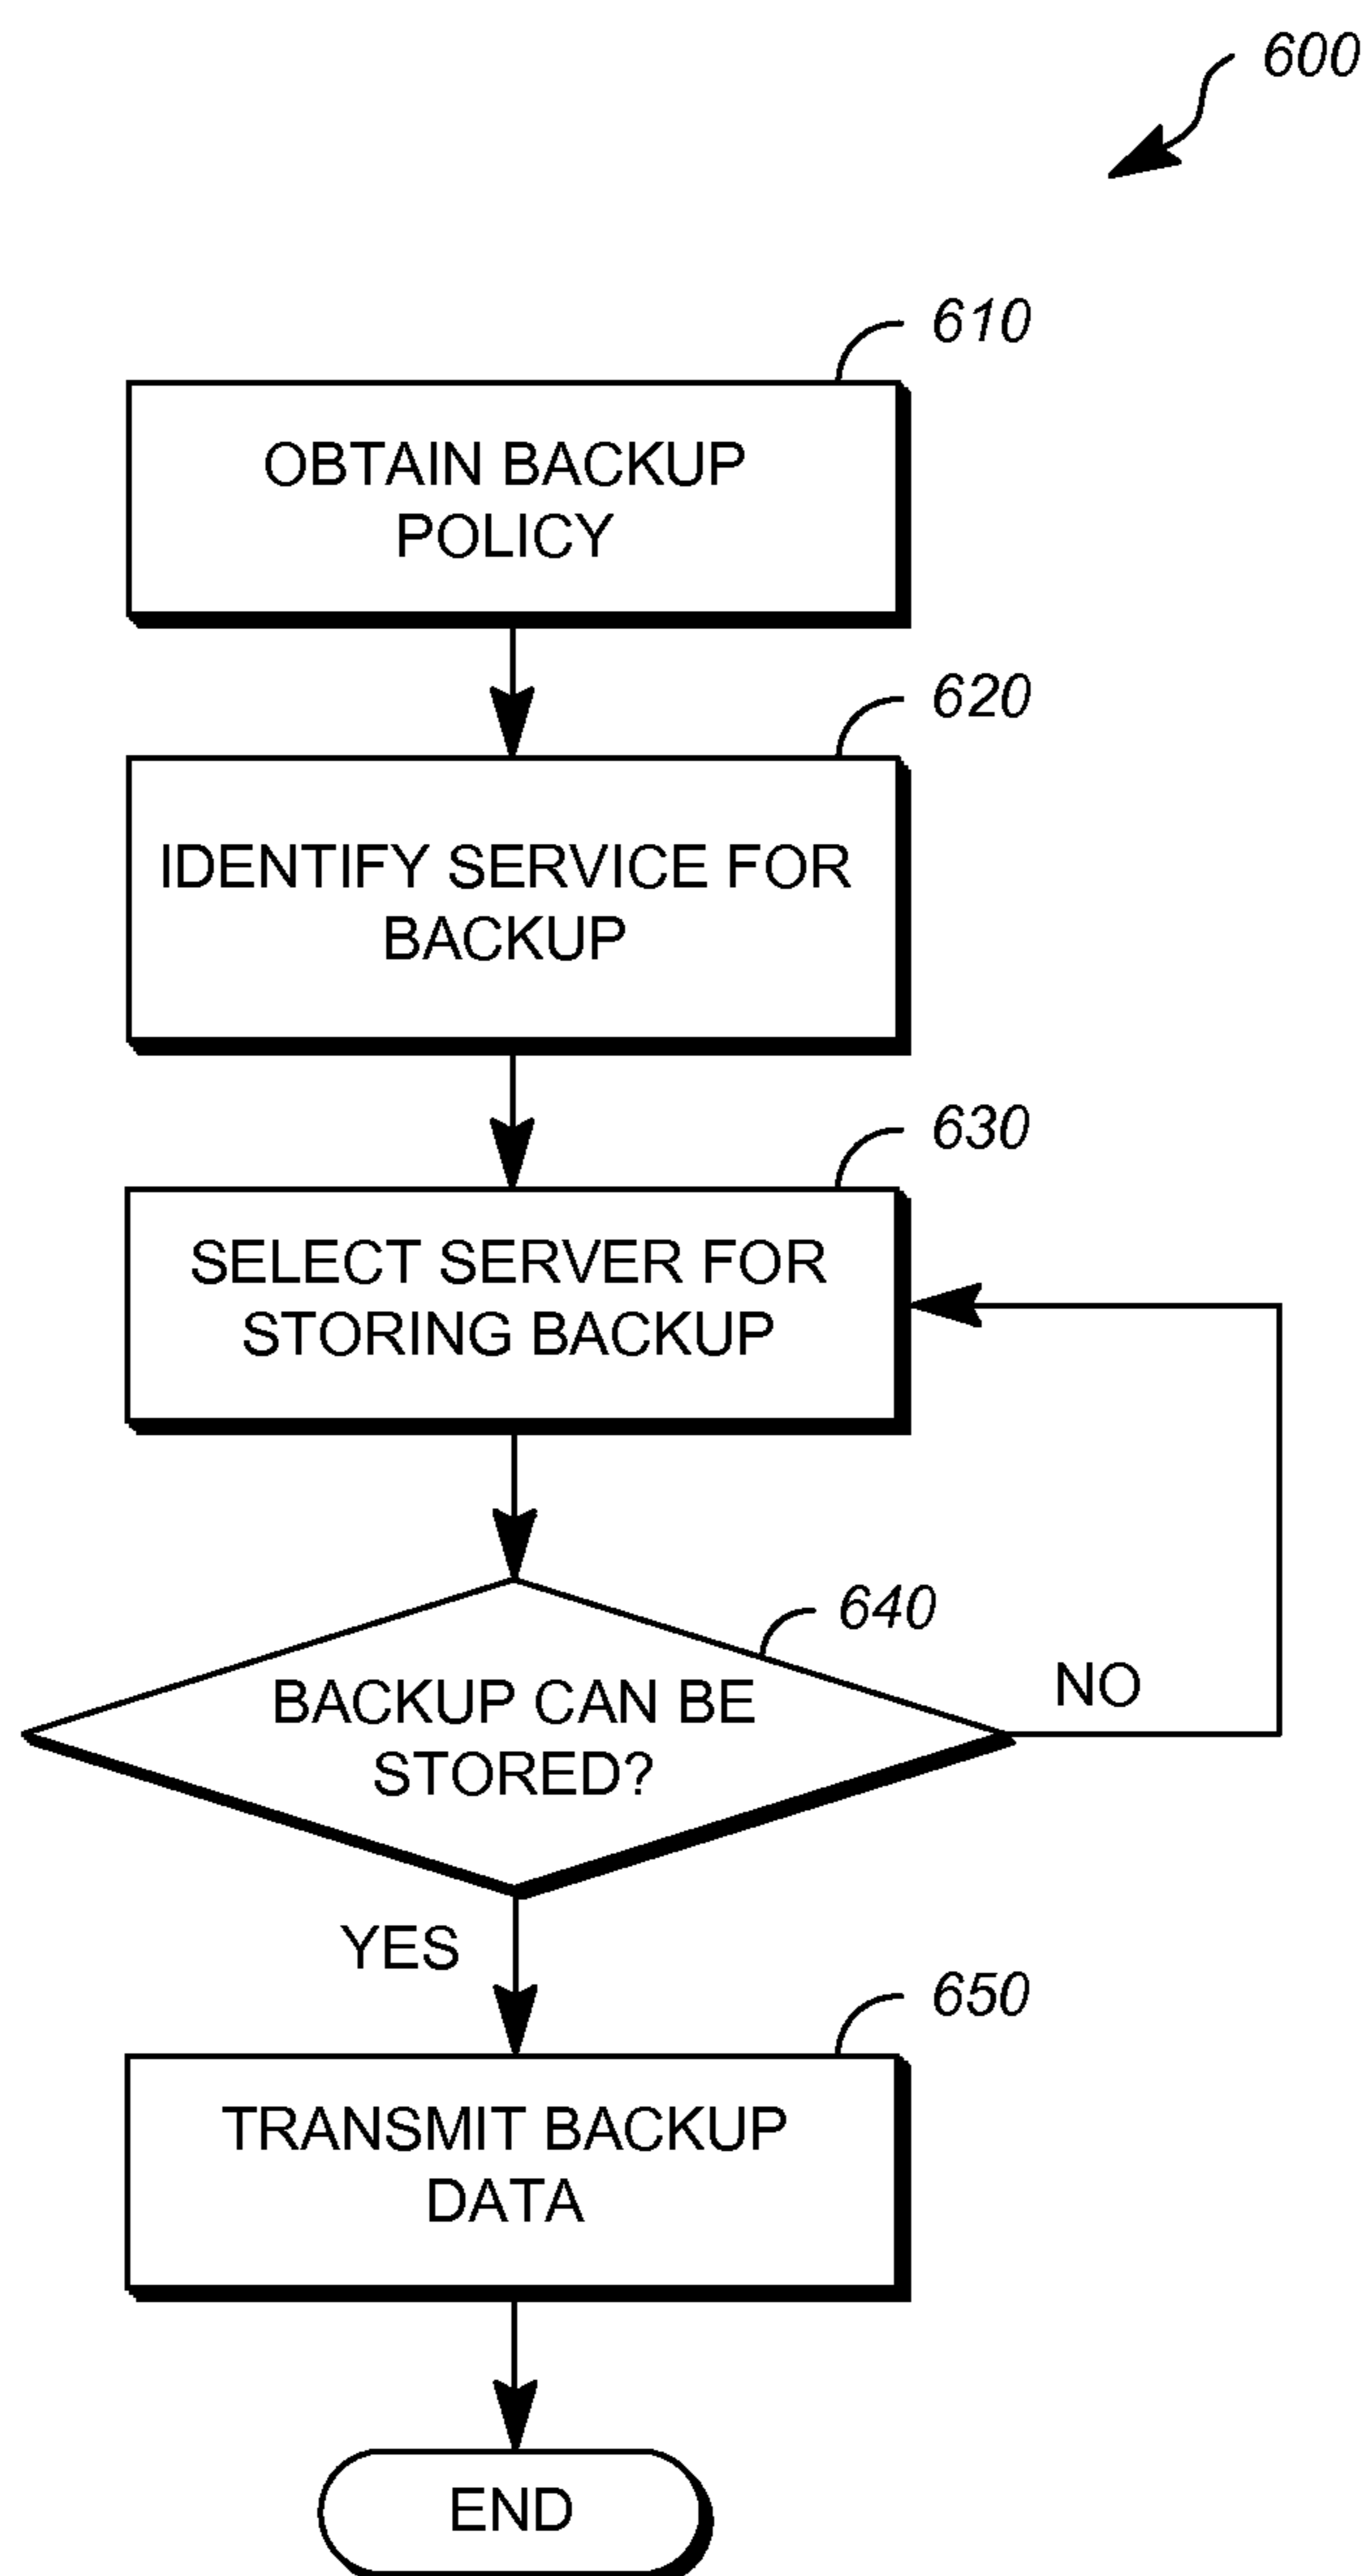 600
610
OBTAIN BACKUP
POLICY
620
IDENTIFY SERVICE FOR
BACKUP
630
SELECT SERVER FOR
STORING BACKUP
640
BACKUP CAN BE
STORED?
NO
YES
650
TRANSMIT BACKUP
DATA
END